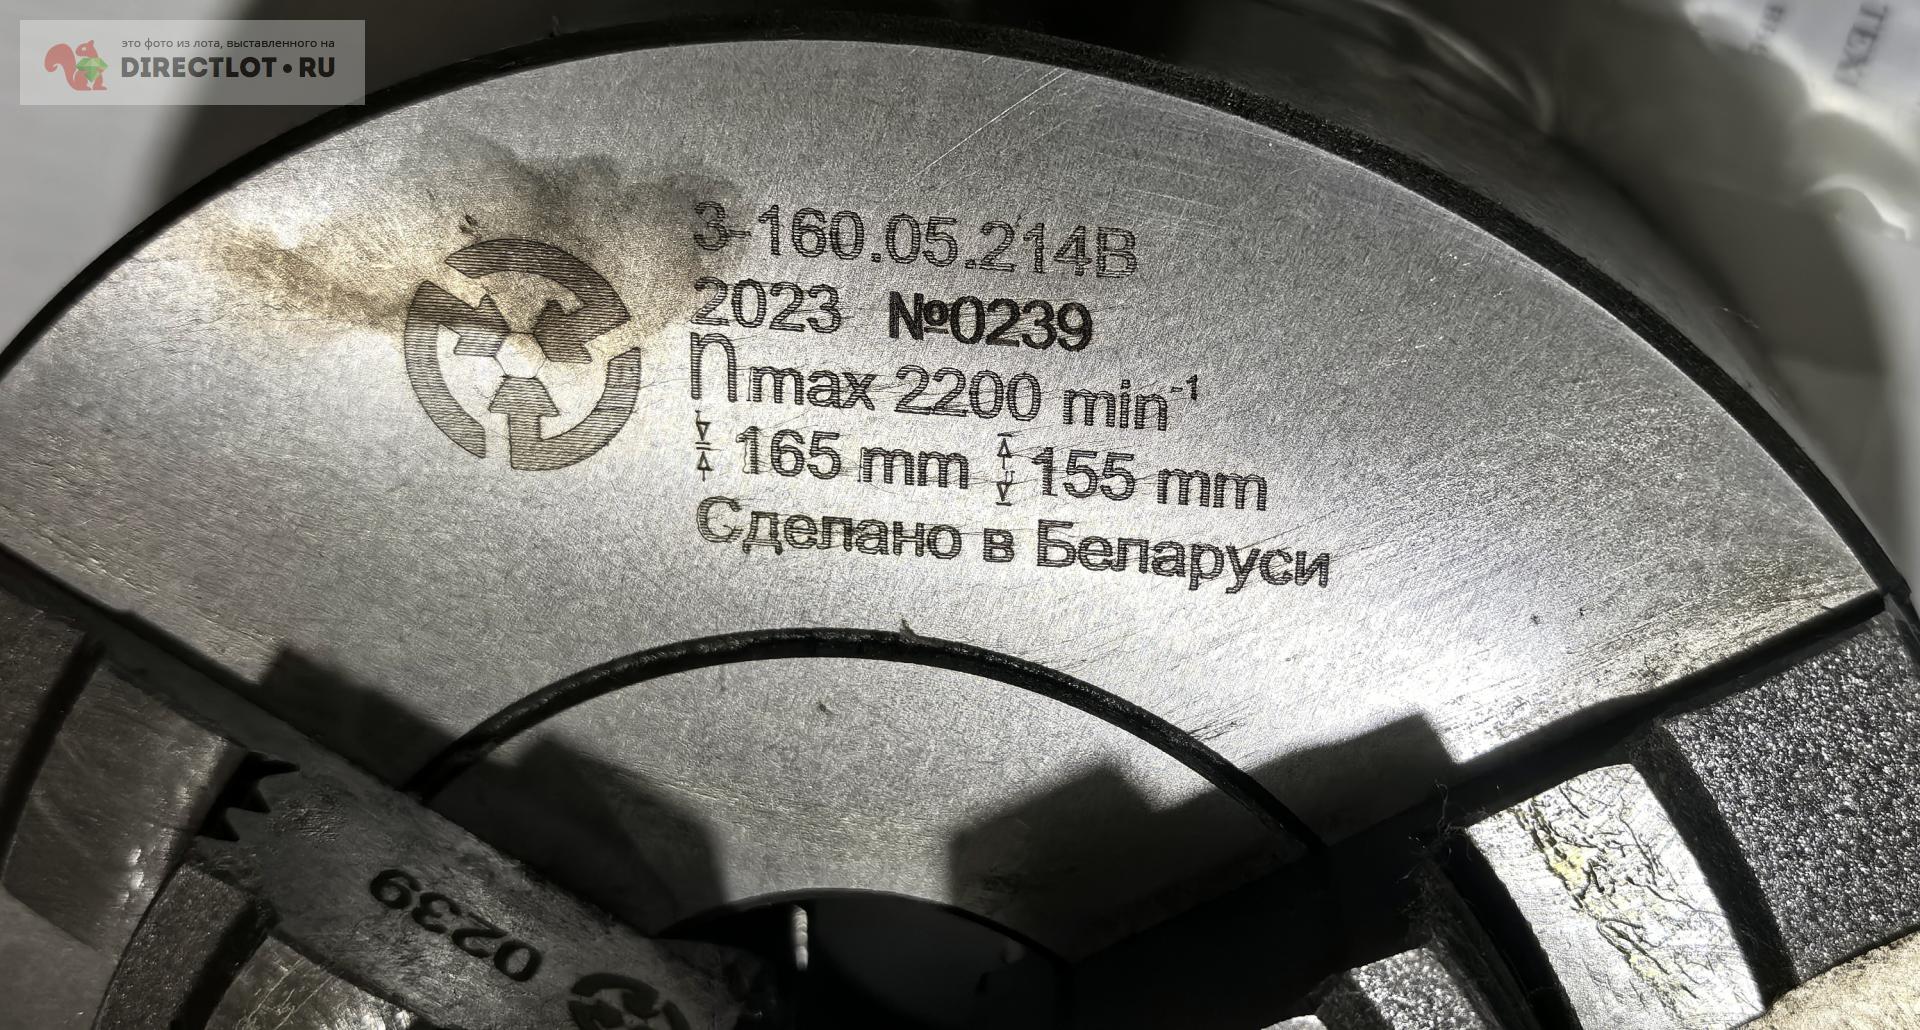 это фото из лота, выставленного на
DIRECTLOT•RU
3-160.05.214В
2023 №0239
nmax 2200 min⁻¹
165 mm 155 mm
Сделано в Беларуси
0239